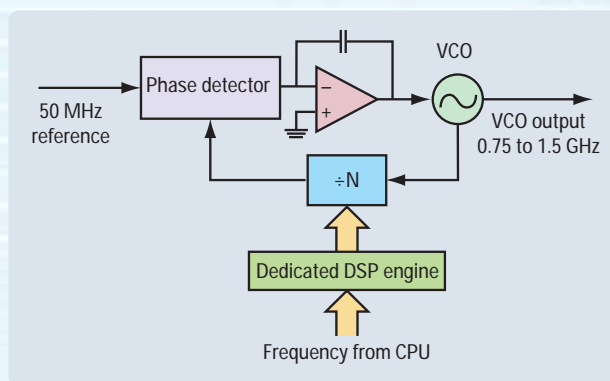 Phase detector
VCO
50 MHz
reference
−
+
VCO output
0.75 to 1.5 GHz
÷N
Dedicated DSP engine
Frequency from CPU